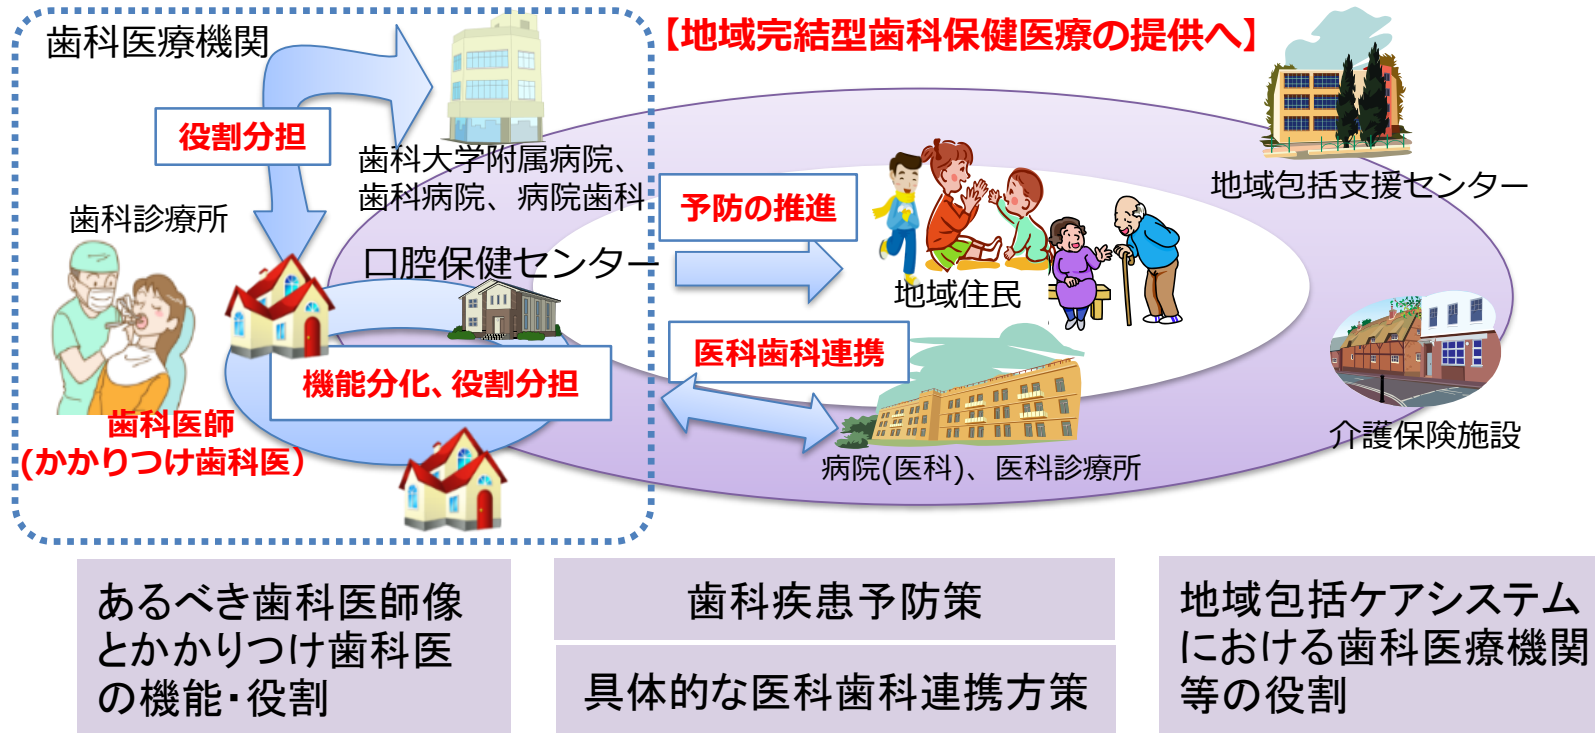 歯科医療機関
【地域完結型歯科保健医療の提供へ】
役割分担
歯科大学附属病院、
歯科病院、病院歯科
歯科診療所
口腔保健センター
予防の推進
地域住民
地域包括支援センター
医科歯科連携
機能分化、役割分担
歯科医師
(かかりつけ歯科医）
病院(医科)、医科診療所
介護保険施設
あるべき歯科医師像
とかかりつけ歯科医
の機能・役割
歯科疾患予防策
具体的な医科歯科連携方策
地域包括ケアシステム
における歯科医療機関
等の役割